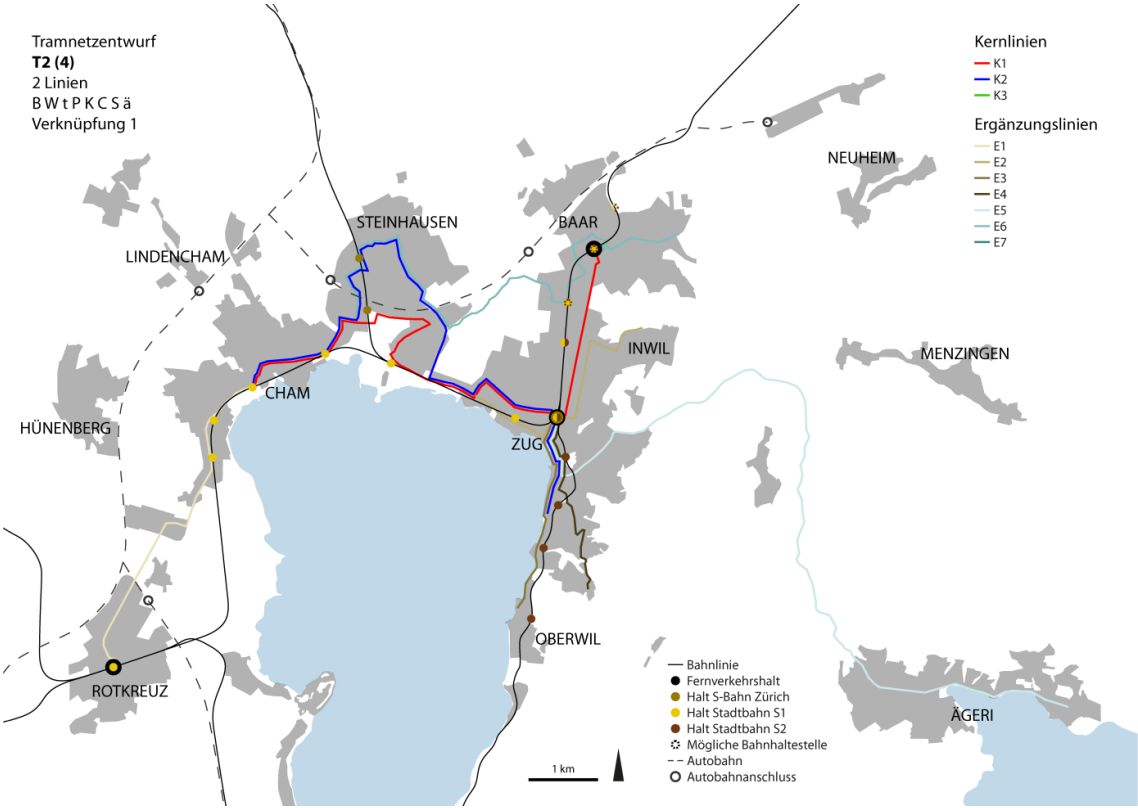 Tramnetzentwurf
T2 (4)
2 Linien
B W t P K C S ä
Verknüpfung 1
Kernlinien
K1
K2
K3
Ergänzungslinien
E1
E2
E3
E4
E5
E6
E7
NEUHEIM
STEINHAUSEN
BAAR
LINDENCHAM
INWIL
MENZINGEN
CHAM
HÜNENBERG
ZUG
OBERWIL
ROTKREUZ
ÄGERI
Bahnlinie
Fernverkehrshalt
Halt S-Bahn Zürich
Halt Stadtbahn S1
Halt Stadtbahn S2
Mögliche Bahnhaltestelle
Autobahn
Autobahnanschluss
1 km